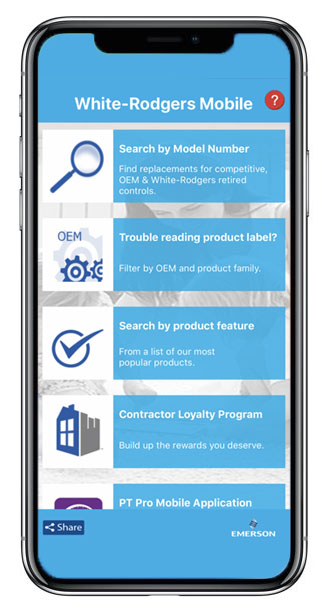 White-Rodgers Mobile
?
Search by Model Number
Find replacements for competitive,
OEM & White-Rodgers retired
controls.
OEM
Trouble reading product label?
Filter by OEM and product family.
Search by product feature
From a list of our most
popular products.
Contractor Loyalty Program
Build up the rewards you deserve.
PT Pro Mobile Application
Share
EMERSON